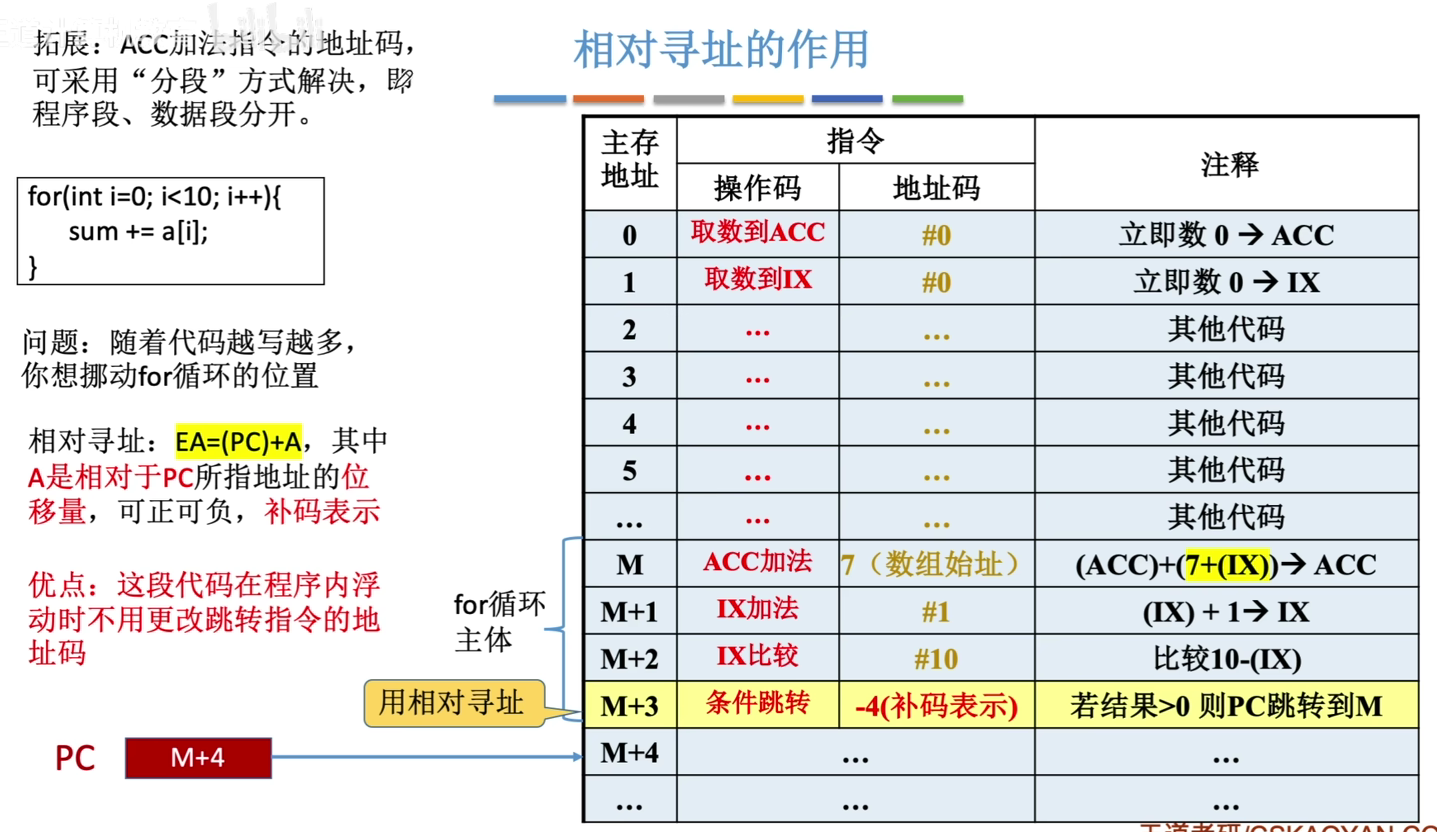 拓展：ACC加法指令的地址码，
可采用“分段”方式解决，即
程序段、数据段分开。
相对寻址的作用
for(int i=0; i<10; i++){
sum += a[i];
}
问题：随着代码越写越多，
你想挪动for循环的位置
相对寻址：EA=(PC)+A，其中
A是相对于PC所指地址的位
移量，可正可负，补码表示
优点：这段代码在程序内浮
动时不用更改跳转指令的地
址码
for循环
主体
用相对寻址
PC M+4
主存地址 指令 注释
操作码 地址码
0 取数到ACC #0 立即数 0 → ACC
1 取数到IX #0 立即数 0 → IX
2 … … 其他代码
3 … … 其他代码
4 … … 其他代码
5 … … 其他代码
… … … 其他代码
M ACC加法 7（数组始址） (ACC)+(7+(IX))→ ACC
M+1 IX加法 #1 (IX) + 1→ IX
M+2 IX比较 #10 比较10-(IX)
M+3 条件跳转 -4(补码表示) 若结果>0 则PC跳转到M
M+4 … …
… … …